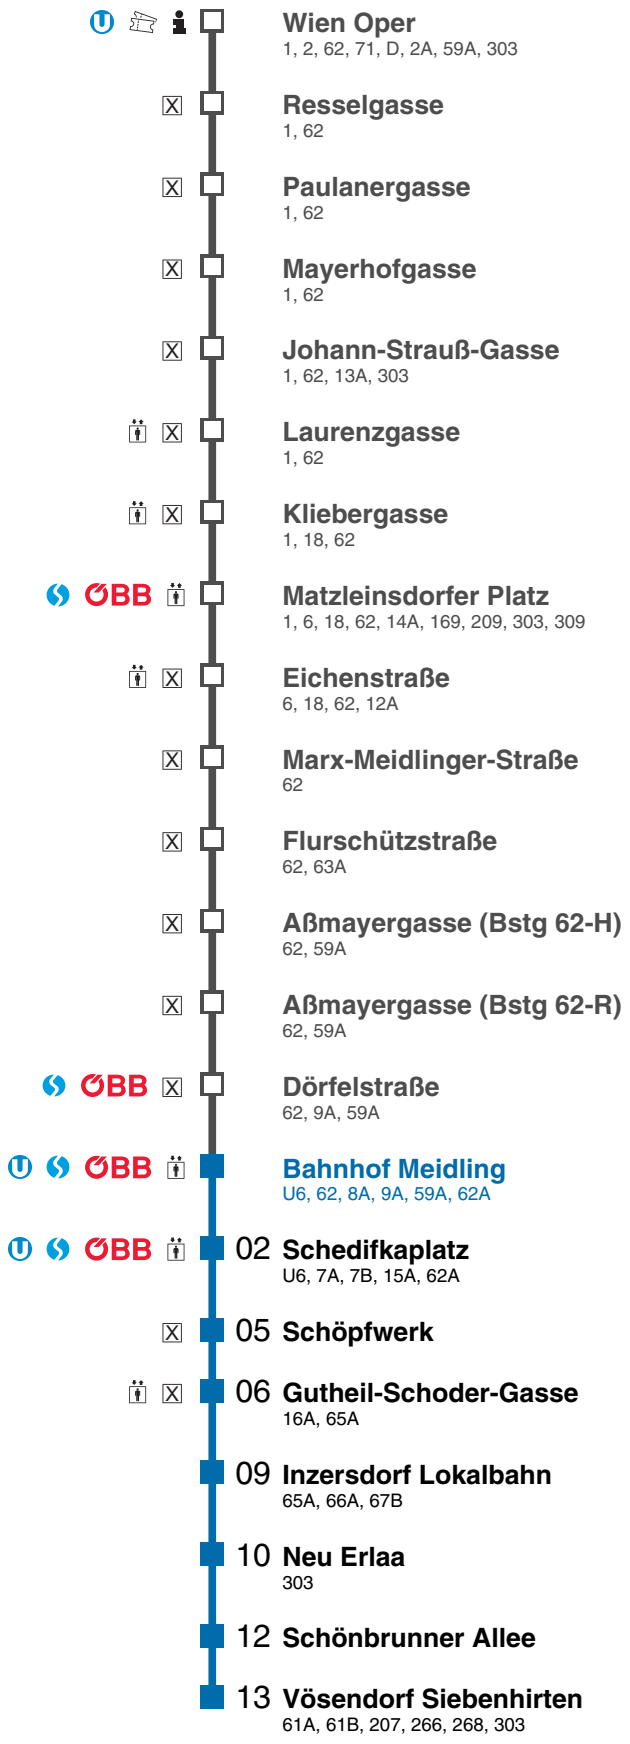 U i Wien Oper
1, 2, 62, 71, D, 2A, 59A, 303
X Resselgasse
1, 62
X Paulanergasse
1, 62
X Mayerhofgasse
1, 62
X Johann-Strauß-Gasse
1, 62, 13A, 303
X Laurenzgasse
1, 62
X Kliebergasse
1, 18, 62
ÖBB Matzleinsdorfer Platz
1, 6, 18, 62, 14A, 169, 209, 303, 309
X Eichenstraße
6, 18, 62, 12A
X Marx-Meidlinger-Straße
62
X Flurschützstraße
62, 63A
X Aßmayergasse (Bstg 62-H)
62, 59A
X Aßmayergasse (Bstg 62-R)
62, 59A
ÖBB X Dörfelstraße
62, 9A, 59A
U ÖBB Bahnhof Meidling
U6, 62, 8A, 9A, 59A, 62A
U ÖBB 02 Schedifkaplatz
U6, 7A, 7B, 15A, 62A
X 05 Schöpfwerk
X 06 Gutheil-Schoder-Gasse
16A, 65A
09 Inzersdorf Lokalbahn
65A, 66A, 67B
10 Neu Erlaa
303
12 Schönbrunner Allee
13 Vösendorf Siebenhirten
61A, 61B, 207, 266, 268, 303